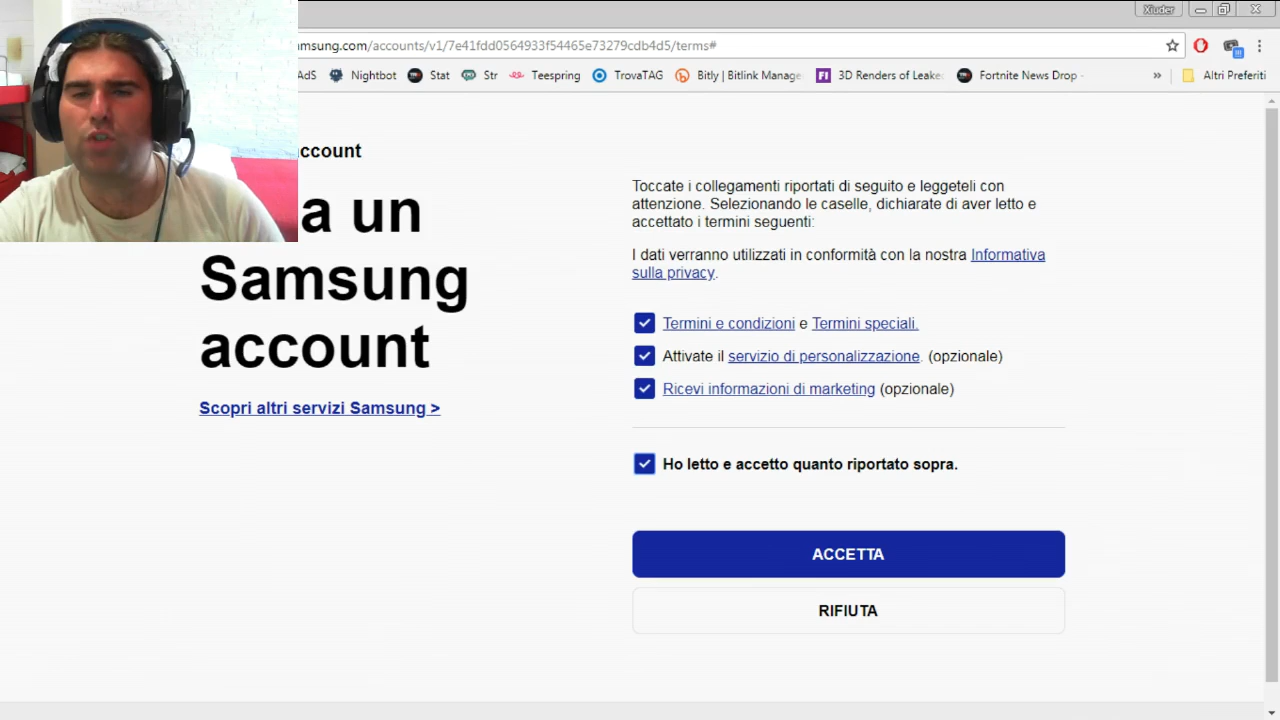 Xiuder
msung.com/accounts/v1/7e41fdd0564933f54465e73279cdb4d5/terms#
AdS Nightbot Stat Str Teespring TrovaTAG Bitly | Bitlink Manage 3D Renders of Leake Fortnite News Drop - » Altri Preferiti
ccount
a un
Samsung
account
Scopri altri servizi Samsung >
Toccate i collegamenti riportati di seguito e leggeteli con
attenzione. Selezionando le caselle, dichiarate di aver letto e
accettato i termini seguenti:
I dati verranno utilizzati in conformità con la nostra Informativa
sulla privacy.
Termini e condizioni e Termini speciali.
Attivate il servizio di personalizzazione. (opzionale)
Ricevi informazioni di marketing (opzionale)
Ho letto e accetto quanto riportato sopra.
ACCETTA
RIFIUTA